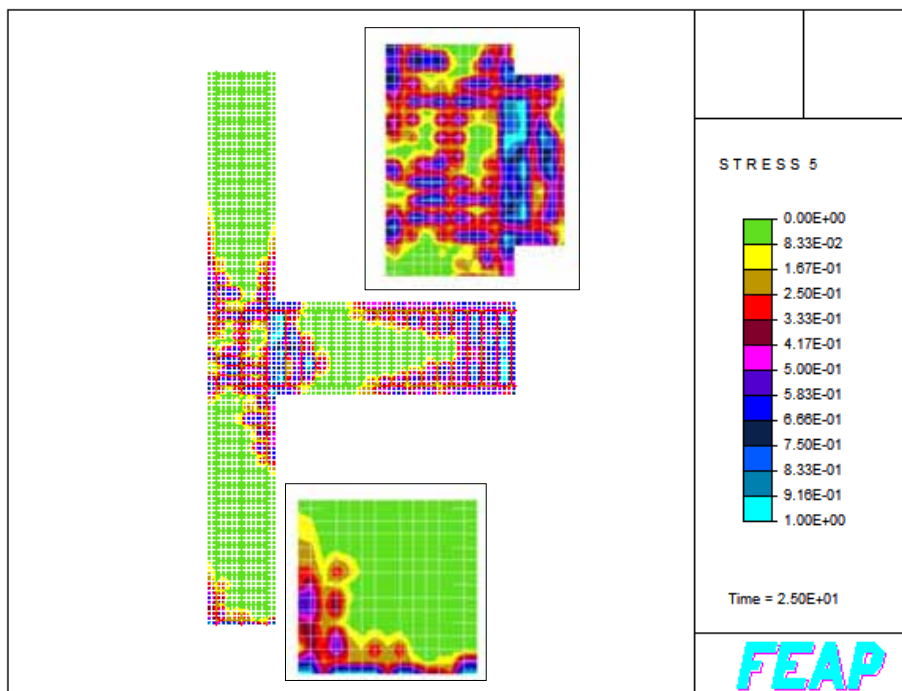 STRESS 5
0.00E+00
8.33E-02
1.67E-01
2.50E-01
3.33E-01
4.17E-01
5.00E-01
5.83E-01
6.66E-01
7.50E-01
8.33E-01
9.16E-01
1.00E+00
Time = 2.50E+01
FEAP